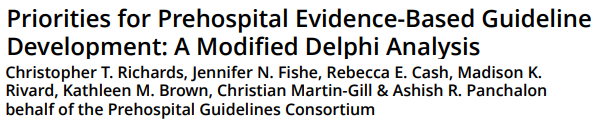 Priorities for Prehospital Evidence-Based Guideline
Development: A Modified Delphi Analysis
Christopher T. Richards, Jennifer N. Fishe, Rebecca E. Cash, Madison K.
Rivard, Kathleen M. Brown, Christian Martin-Gill & Ashish R. Panchalon
behalf of the Prehospital Guidelines Consortium